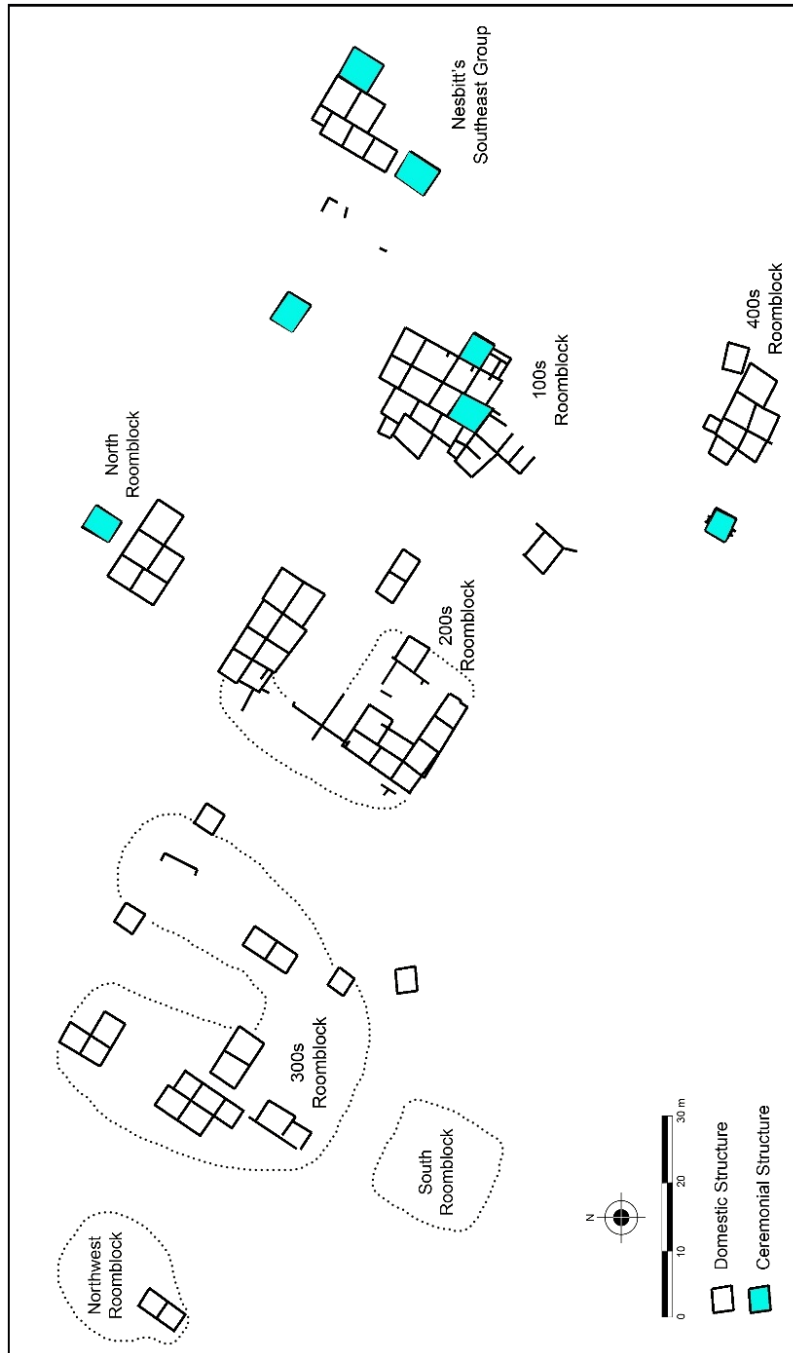 Northwest
Roomblock
300s
Roomblock
South
Roomblock
North
Roomblock
200s
Roomblock
100s
Roomblock
Nesbitt's
Southeast Group
400s
Roomblock
N
0 10 20 30 m
Domestic Structure
Ceremonial Structure